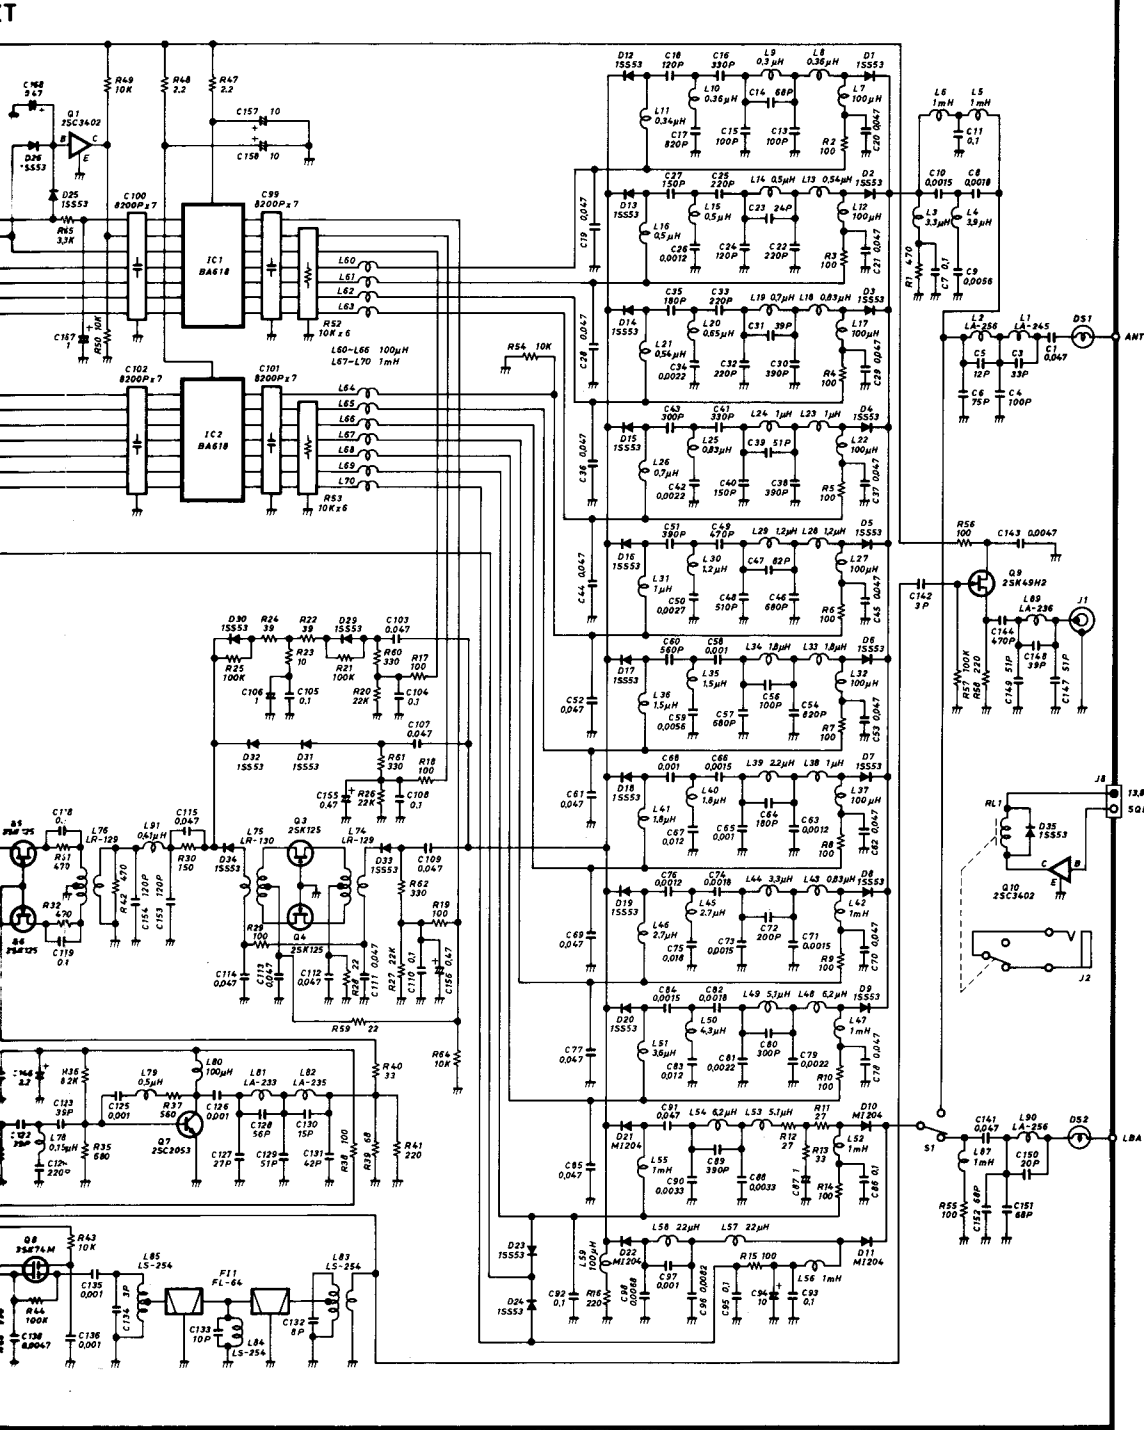 R49 10K
R48 2.2
R47 2.2
Q1 2SC3402
B
C
E
C157 10
C158 10
D25 1SS53
R65 3,3K
C100 8200P x 7
C99 8200P x 7
IC1 BA618
L60
L61
L62
L63
R52 10K x 6
L60-L66 100μH
L67-L70 1mH
R50 10K
C167 1
C102 8200P x 7
C101 8200P x 7
IC2 BA618
L64
L65
L66
L67
L68
L69
L70
R53 10K x 6
R54 10K
D12 1SS53
C18 120P
C16 330P
L9 0,3μH
L8 0.36μH
D1 1SS53
L11 0,34μH
L10 0.36μH
C14 68P
L7 100μH
C17 820P
C15 100P
C13 100P
R2 100
C20 0,047
D13 1SS53
C27 150P
C25 220P
L14 0,5μH
L13 0,54μH
D2 1SS53
C19 0,047
L16 0,5μH
L15 0,5μH
C23 24P
L12 100μH
C26 0,0012
C24 120P
C22 220P
R3 100
C21 0,047
D14 1SS53
C35 180P
C33 220P
L19 0,7μH
L18 0,83μH
D3 1SS53
C28 0,047
L21 0,54μH
L20 0,65μH
C31 39P
L17 100μH
C34 0,0022
C32 220P
C30 390P
R4 100
C29 0,047
D15 1SS53
C43 300P
C41 330P
L24 1μH
L23 1μH
D4 1SS53
C36 0,047
L26 0,7μH
L25 0,83μH
C39 51P
L22 100μH
C42 0,0022
C40 150P
C38 390P
R5 100
C37 0,047
D16 1SS53
C51 390P
C49 470P
L29 1,2μH
L28 1,2μH
D5 1SS53
C44 0,047
L31 1μH
L30 1,2μH
C47 82P
L27 100μH
C50 0,0027
C48 510P
C46 680P
R6 100
C45 0,047
D17 1SS53
C60 560P
C58 0,001
L34 1,8μH
L33 1,8μH
D6 1SS53
C52 0,047
L36 1,5μH
L35 1,5μH
C56 100P
L32 100μH
C59 0,0056
C57 680P
C54 820P
R7 100
C53 0,047
D18 1SS53
C68 0,001
C66 0,0015
L39 2,2μH
L38 1μH
D7 1SS53
C61 0,047
L41 1,8μH
L40 1,8μH
C64 180P
L37 100μH
C67 0,012
C65 0,001
C63 0,0012
R8 100
C62 0,047
D19 1SS53
C76 0,0012
C74 0,0018
L44 3,3μH
L43 0,83μH
D8 1SS53
C69 0,047
L46 2.7μH
L45 2.7μH
C72 200P
L42 1mH
C75 0,018
C73 0,0015
C71 0,0015
R9 100
C70 0,047
D20 1SS53
C84 0,0015
C82 0,0018
L49 5,1μH
L48 6,2μH
D9 1SS53
C77 0,047
L51 3,6μH
L50 4,3μH
C80 300P
L47 1mH
C83 0,012
C81 0,0022
C79 0,0022
R10 100
C78 0,047
D21 MI204
C91 0,047
L54 6,2μH
L53 5.1μH
R11 27
R12 27
D10 MI204
C85 0,047
L55 1mH
C89 390P
R13 33
L52 1mH
C90 0,0033
C88 0,0033
C87 1
R14 100
C86 0,1
D22 MI204
L58 22μH
L57 22μH
D11 MI204
D23 1SS53
D24 1SS53
L59 100μH
C97 0,001
R15 100
L56 1mH
C92 0,1
R16 220
C98 0,0068
C96 0,0082
C95 0,1
C94 10
C93 0,1
L6 1mH
L5 1mH
C11 0,1
C10 0,0015
C8 0,0018
L3 3,3μH
L4 3,9μH
R1 470
C7 0,1
C9 0,0056
L2 LA-256
L1 LA-245
DS1
ANT
C5 12P
C3 33P
C1 0,047
C6 75P
C4 100P
R56 100
C143 0,0047
Q9 2SK49H2
C142 3P
L89 LA-236
J1
C144 470P
C148 39P
R57 100K
R58 220
C149 51P
C147 51P
J8
RL1
D35 1SS53
Q10 2SC3402
C
B
E
J2
S1
C141 0,047
L90 LA-256
DS2
LBA
L87 1mH
C150 20P
R55 100
C152 68P
C151 68P
D30 1SS53
R24 39
R22 39
D29 1SS53
C103 0,047
R25 100K
R23 10
R21 100K
R60 330
R17 100
C106 1
C105 0.1
R20 22K
C104 0,1
D32 1SS53
D31 1SS53
C107 0,047
R61 330
R18 100
C155 0,47
R26 22K
C108 0,1
L76 LR-129
L91 0,41μH
C115 0,047
R30 150
D34 1SS53
L75 LR-130
Q3 2SK125
L74 LR-129
D33 1SS53
C109 0,047
R32 470
C119 0.1
R42 470
C154 120P
C153 120P
Q4 2SK125
R29 100
R62 330
R19 100
C114 0,047
C113 0,047
C112 0,047
R28 22
C111 0,047
R27 22K
C110 0,1
C156 0,47
R59 22
R64 10K
R40 33
L80 100μH
L79 0,5μH
L81 LA-233
L82 LA-235
C123 39P
C125 0,001
R37 560
C126 0,001
C128 56P
C130 15P
L78 0,15μH
R35 680
Q7 2SC2053
C127 27P
C129 51P
C131 42P
R38 100
R39 68
R41 220
R43 10K
L85 LS-254
FI1 FL-64
L83 LS-254
C135 0,001
C134 3P
R44 100K
C136 0,001
C133 10P
L84 LS-254
C132 8P